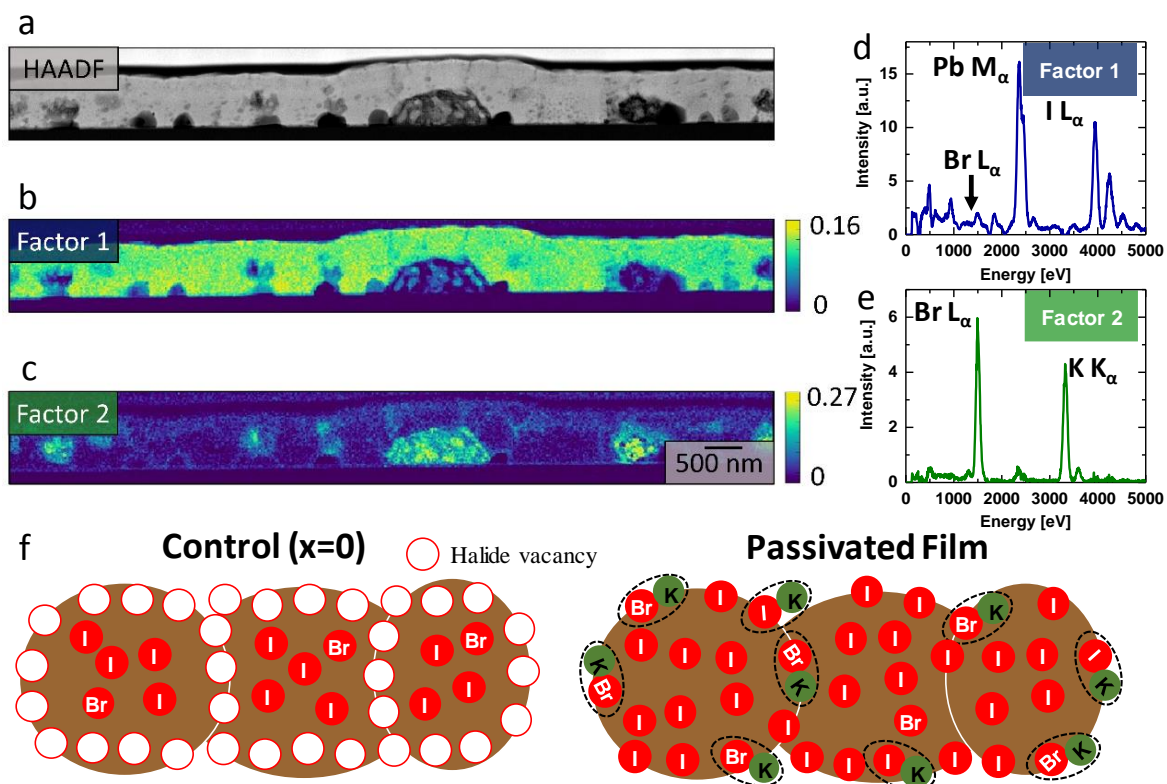 a
HAADF
b
Factor 1
0.16
0
c
Factor 2
0.27
0
500 nm
d
Pb Mα
Factor 1
I Lα
Br Lα
Intensity [a.u.]
15
10
5
0
0 1000 2000 3000 4000 5000
Energy [eV]
e
Br Lα
Factor 2
K Kα
Intensity [a.u.]
6
4
2
0
0 1000 2000 3000 4000 5000
Energy [eV]
f
Control (x=0)
Halide vacancy
Passivated Film
I
I
I
Br
I
I
Br
I
I
I
I
Br
I
I
Br
K
I
I
K
I
I
Br
K
I
K
Br
I
I
I
I
I
I
I
I
I
Br
K
I
I
Br
K
I
I
I
I
I
I
I
Br
I
I
I
K
I
I
I
I
I
I
K
I
I
I
Br
K